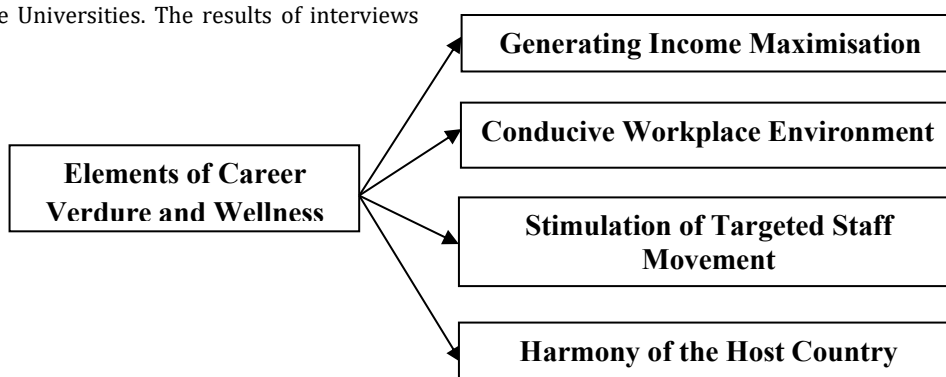 e Universities. The results of interviews
Generating Income Maximisation
Conducive Workplace Environment
Elements of Career
Verdure and Wellness
Stimulation of Targeted Staff
Movement
Harmony of the Host Country